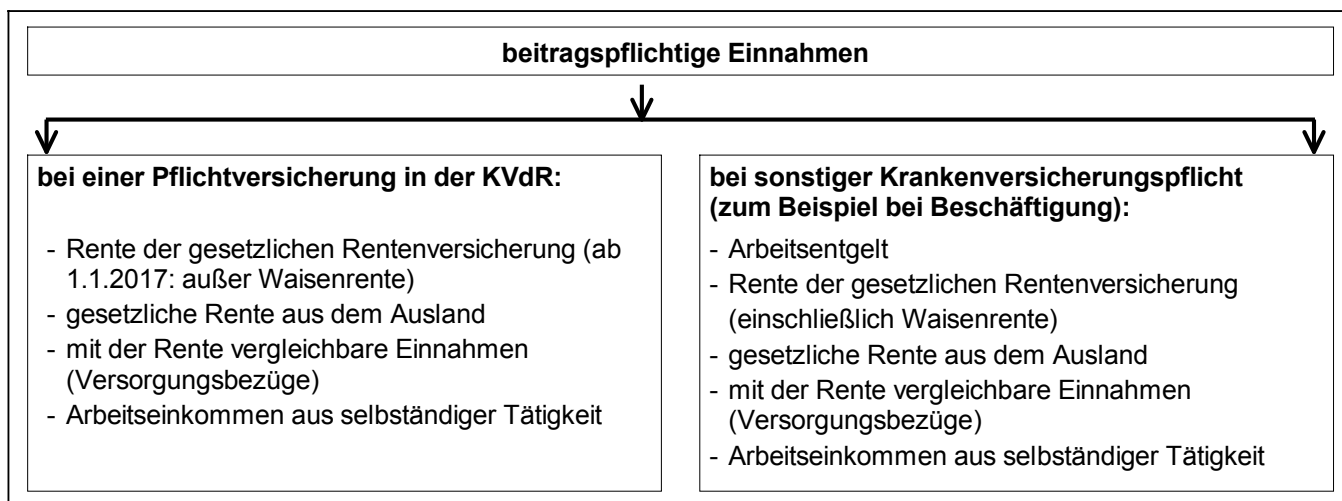 beitragspflichtige Einnahmen
bei einer Pflichtversicherung in der KVdR:
- Rente der gesetzlichen Rentenversicherung (ab
1.1.2017: außer Waisenrente)
- gesetzliche Rente aus dem Ausland
- mit der Rente vergleichbare Einnahmen
(Versorgungsbezüge)
- Arbeitseinkommen aus selbständiger Tätigkeit
bei sonstiger Krankenversicherungspflicht
(zum Beispiel bei Beschäftigung):
- Arbeitsentgelt
- Rente der gesetzlichen Rentenversicherung
(einschließlich Waisenrente)
- gesetzliche Rente aus dem Ausland
- mit der Rente vergleichbare Einnahmen
(Versorgungsbezüge)
- Arbeitseinkommen aus selbständiger Tätigkeit